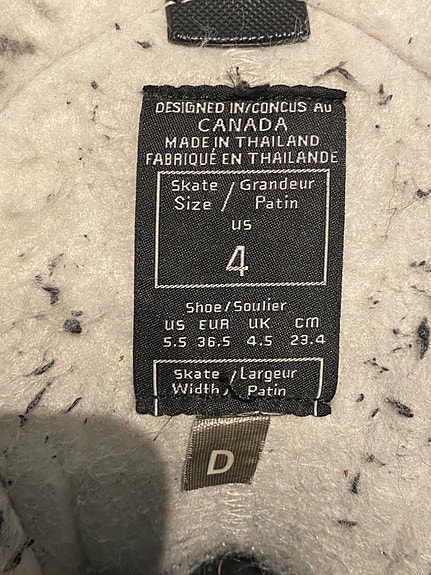 DESIGNED IN/CONCUS AU
CANADA
MADE IN THAILAND
FABRIQUÉ EN THAILANDE
Skate / Grandeur
Size / Patin
US
4
Shoe/Soulier
US EUR UK CM
5.5 36.5 4.5 23.4
Skate / Largeur
Width / Patin
D